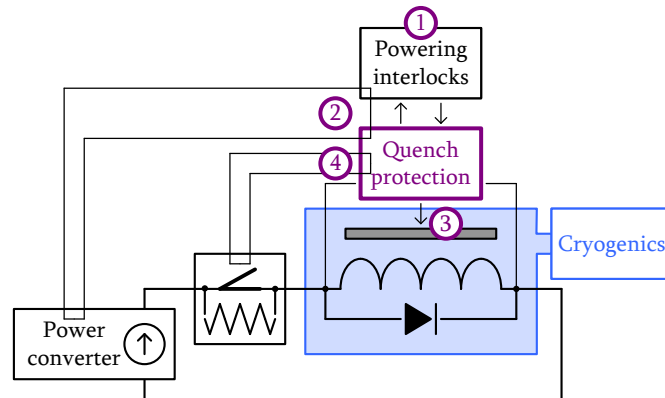 1
Powering
interlocks
2
Quench
protection
4
3
Cryogenics
Power
converter